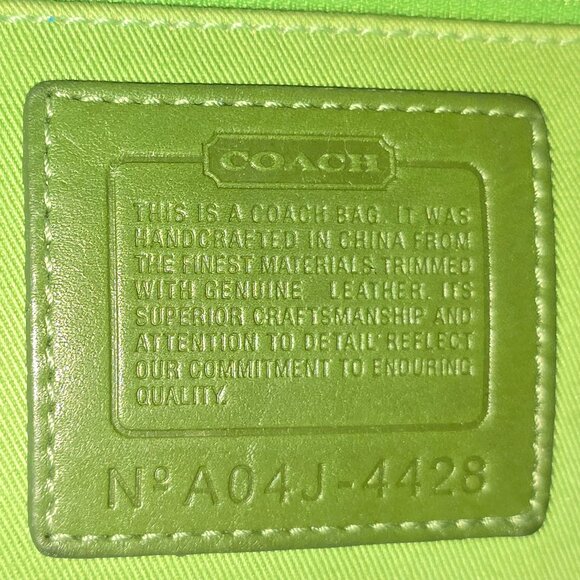 COACH
THIS IS A COACH BAG. IT WAS
HANDCRAFTED IN CHINA FROM
THE FINEST MATERIALS. TRIMMED
WITH GENUINE LEATHER. ITS
SUPERIOR CRAFTSMANSHIP AND
ATTENTION TO DETAIL REFLECT
OUR COMMITMENT TO ENDURING
QUALITY.
Nº A04J-4428